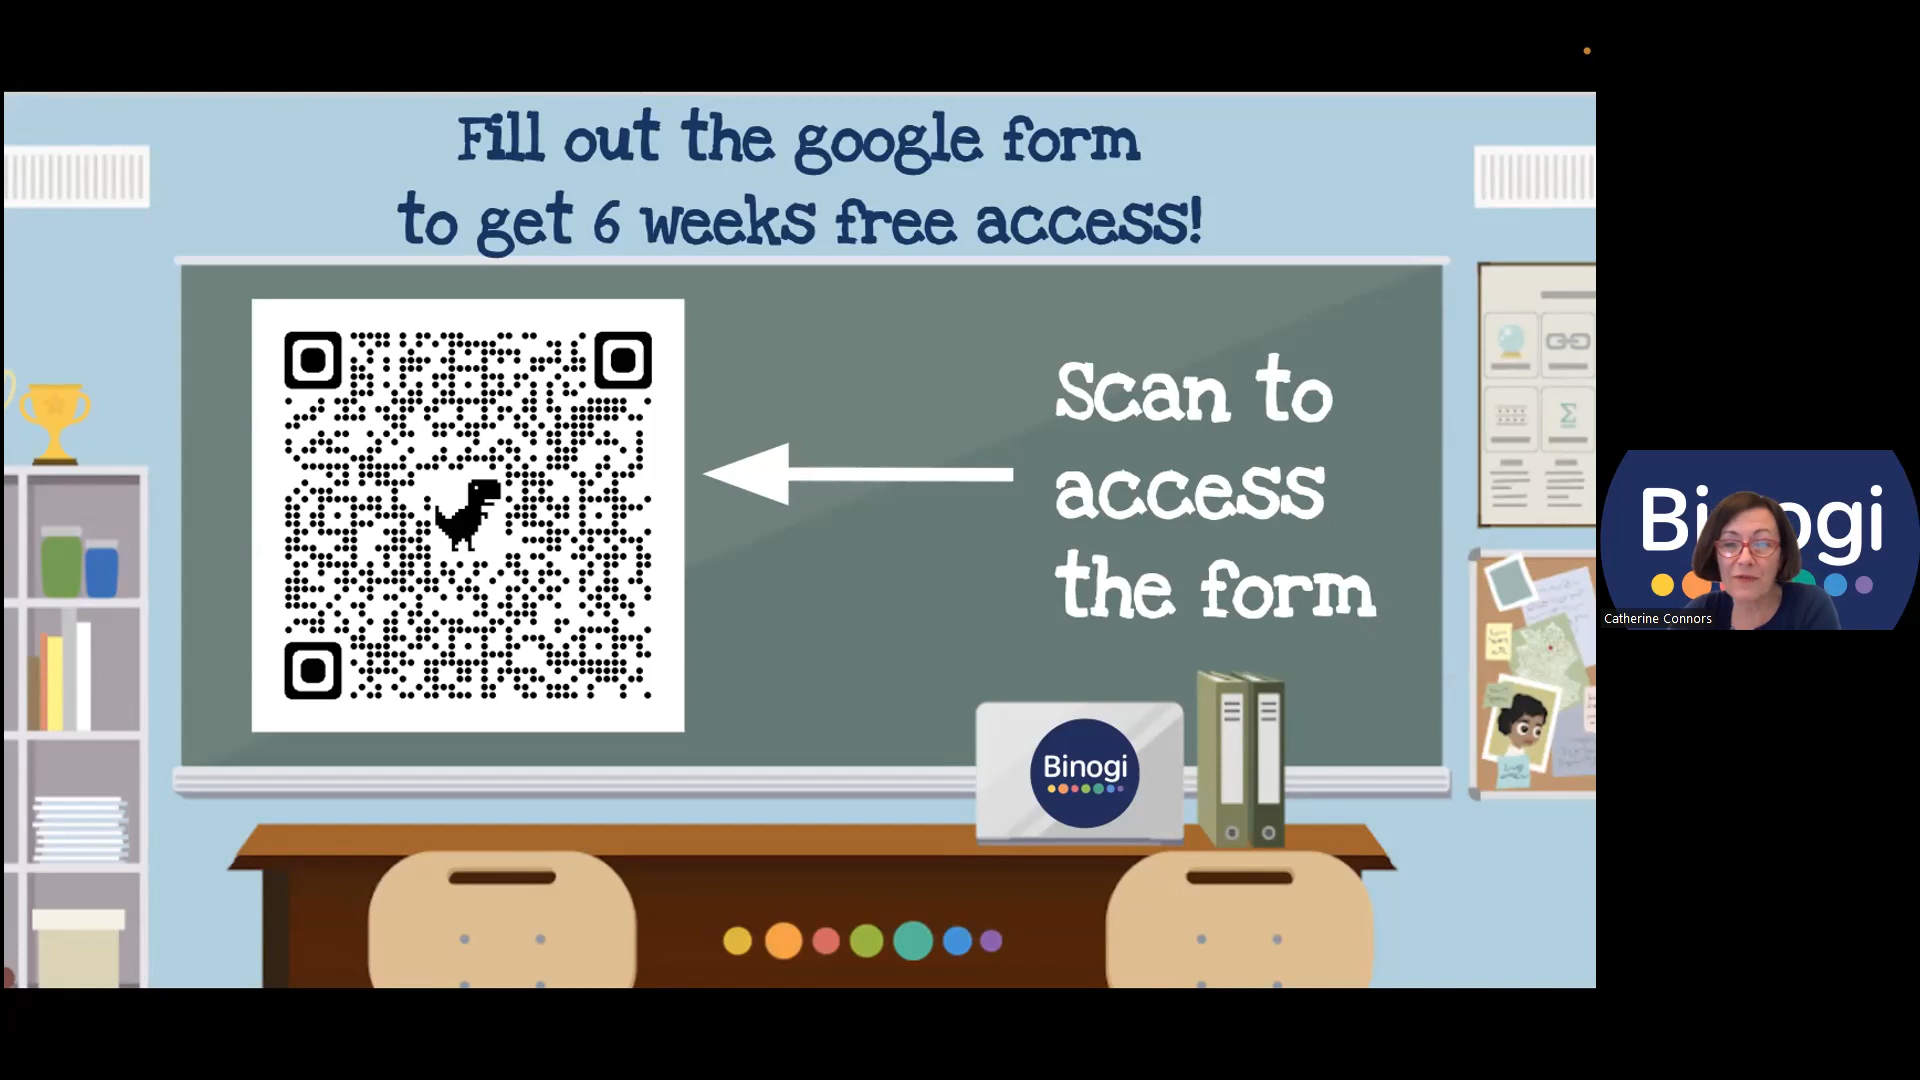 Fill out the google form
to get 6 weeks free access!
Scan to
access
the form
Binogi
Binogi
Catherine Connors